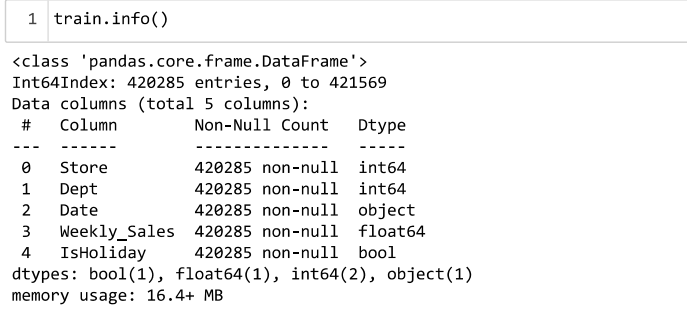 1 train.info()
<class 'pandas.core.frame.DataFrame'>
Int64Index: 420285 entries, 0 to 421569
Data columns (total 5 columns):
 #   Column        Non-Null Count   Dtype
---  ------        --------------   -----
 0   Store         420285 non-null  int64
 1   Dept          420285 non-null  int64
 2   Date          420285 non-null  object
 3   Weekly_Sales  420285 non-null  float64
 4   IsHoliday     420285 non-null  bool
dtypes: bool(1), float64(1), int64(2), object(1)
memory usage: 16.4+ MB